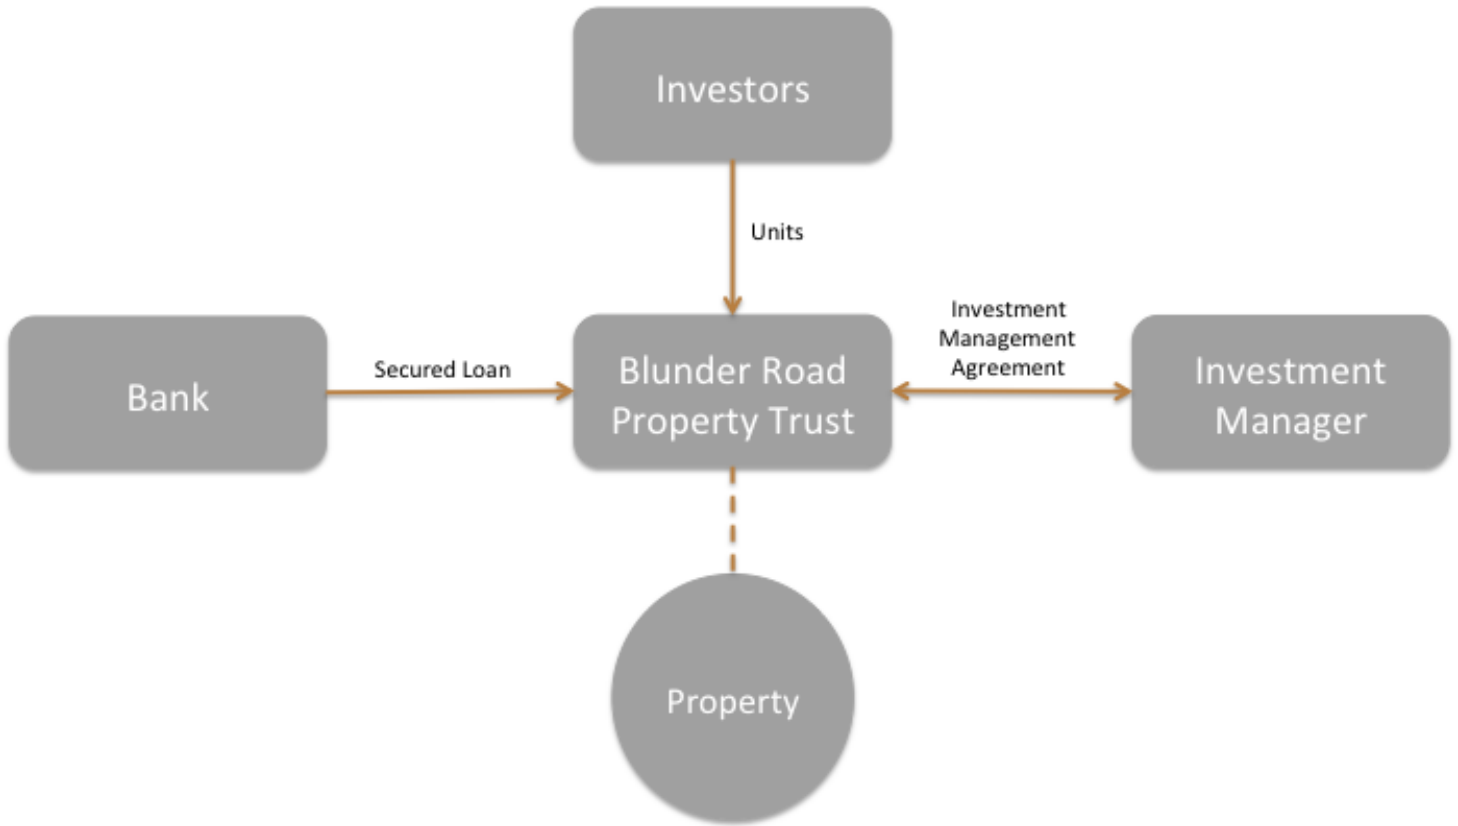 Investors
Units
Investment
Management
Agreement
Bank
Secured Loan
Blunder Road
Property Trust
Investment
Manager
Property